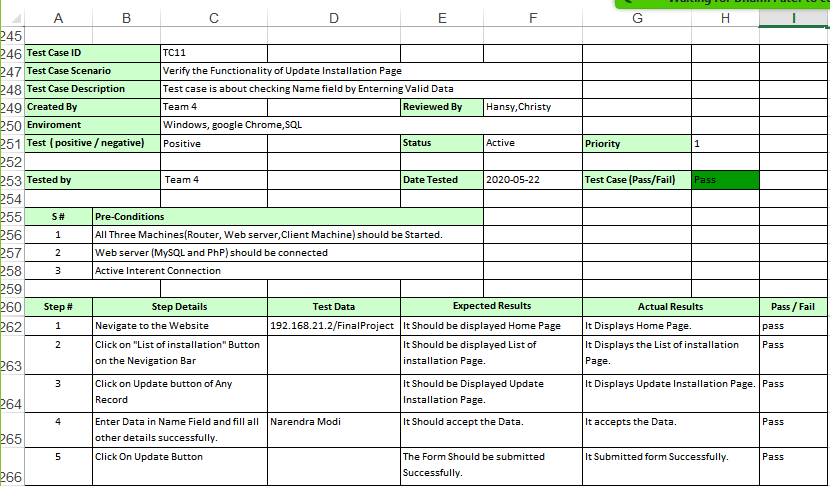 Waiting for Dhami Patel to
A B C D E F G H I
245
246 Test Case ID TC11
247 Test Case Scenario Verify the Functionality of Update Installation Page
248 Test Case Description Test case is about checking Name field by Enterning Valid Data
249 Created By Team 4 Reviewed By Hansy,Christy
250 Enviroment Windows, google Chrome,SQL
251 Test ( positive / negative) Positive Status Active Priority 1
252
253 Tested by Team 4 Date Tested 2020-05-22 Test Case (Pass/Fail) Pass
254
255 S # Pre-Conditions
256 1 All Three Machines(Router, Web server,Client Machine) should be Started.
257 2 Web server (MySQL and PhP) should be connected
258 3 Active Interent Connection
259
260 Step # Step Details Test Data Expected Results Actual Results Pass / Fail
262 1 Nevigate to the Website 192.168.21.2/FinalProject It Should be displayed Home Page It Displays Home Page. pass
2 Click on "List of installation" Button It Should be displayed List of It Displays the List of installation Pass
263 on the Nevigation Bar installation Page. Page.
3 Click on Update button of Any It Should be Displayed Update It Displays Update Installation Page. Pass
264 Record Installation Page.
4 Enter Data in Name Field and fill all Narendra Modi It Should accept the Data. It accepts the Data. Pass
265 other details successfully.
5 Click On Update Button The Form Should be submitted It Submitted form Successfully. Pass
266 Successfully.